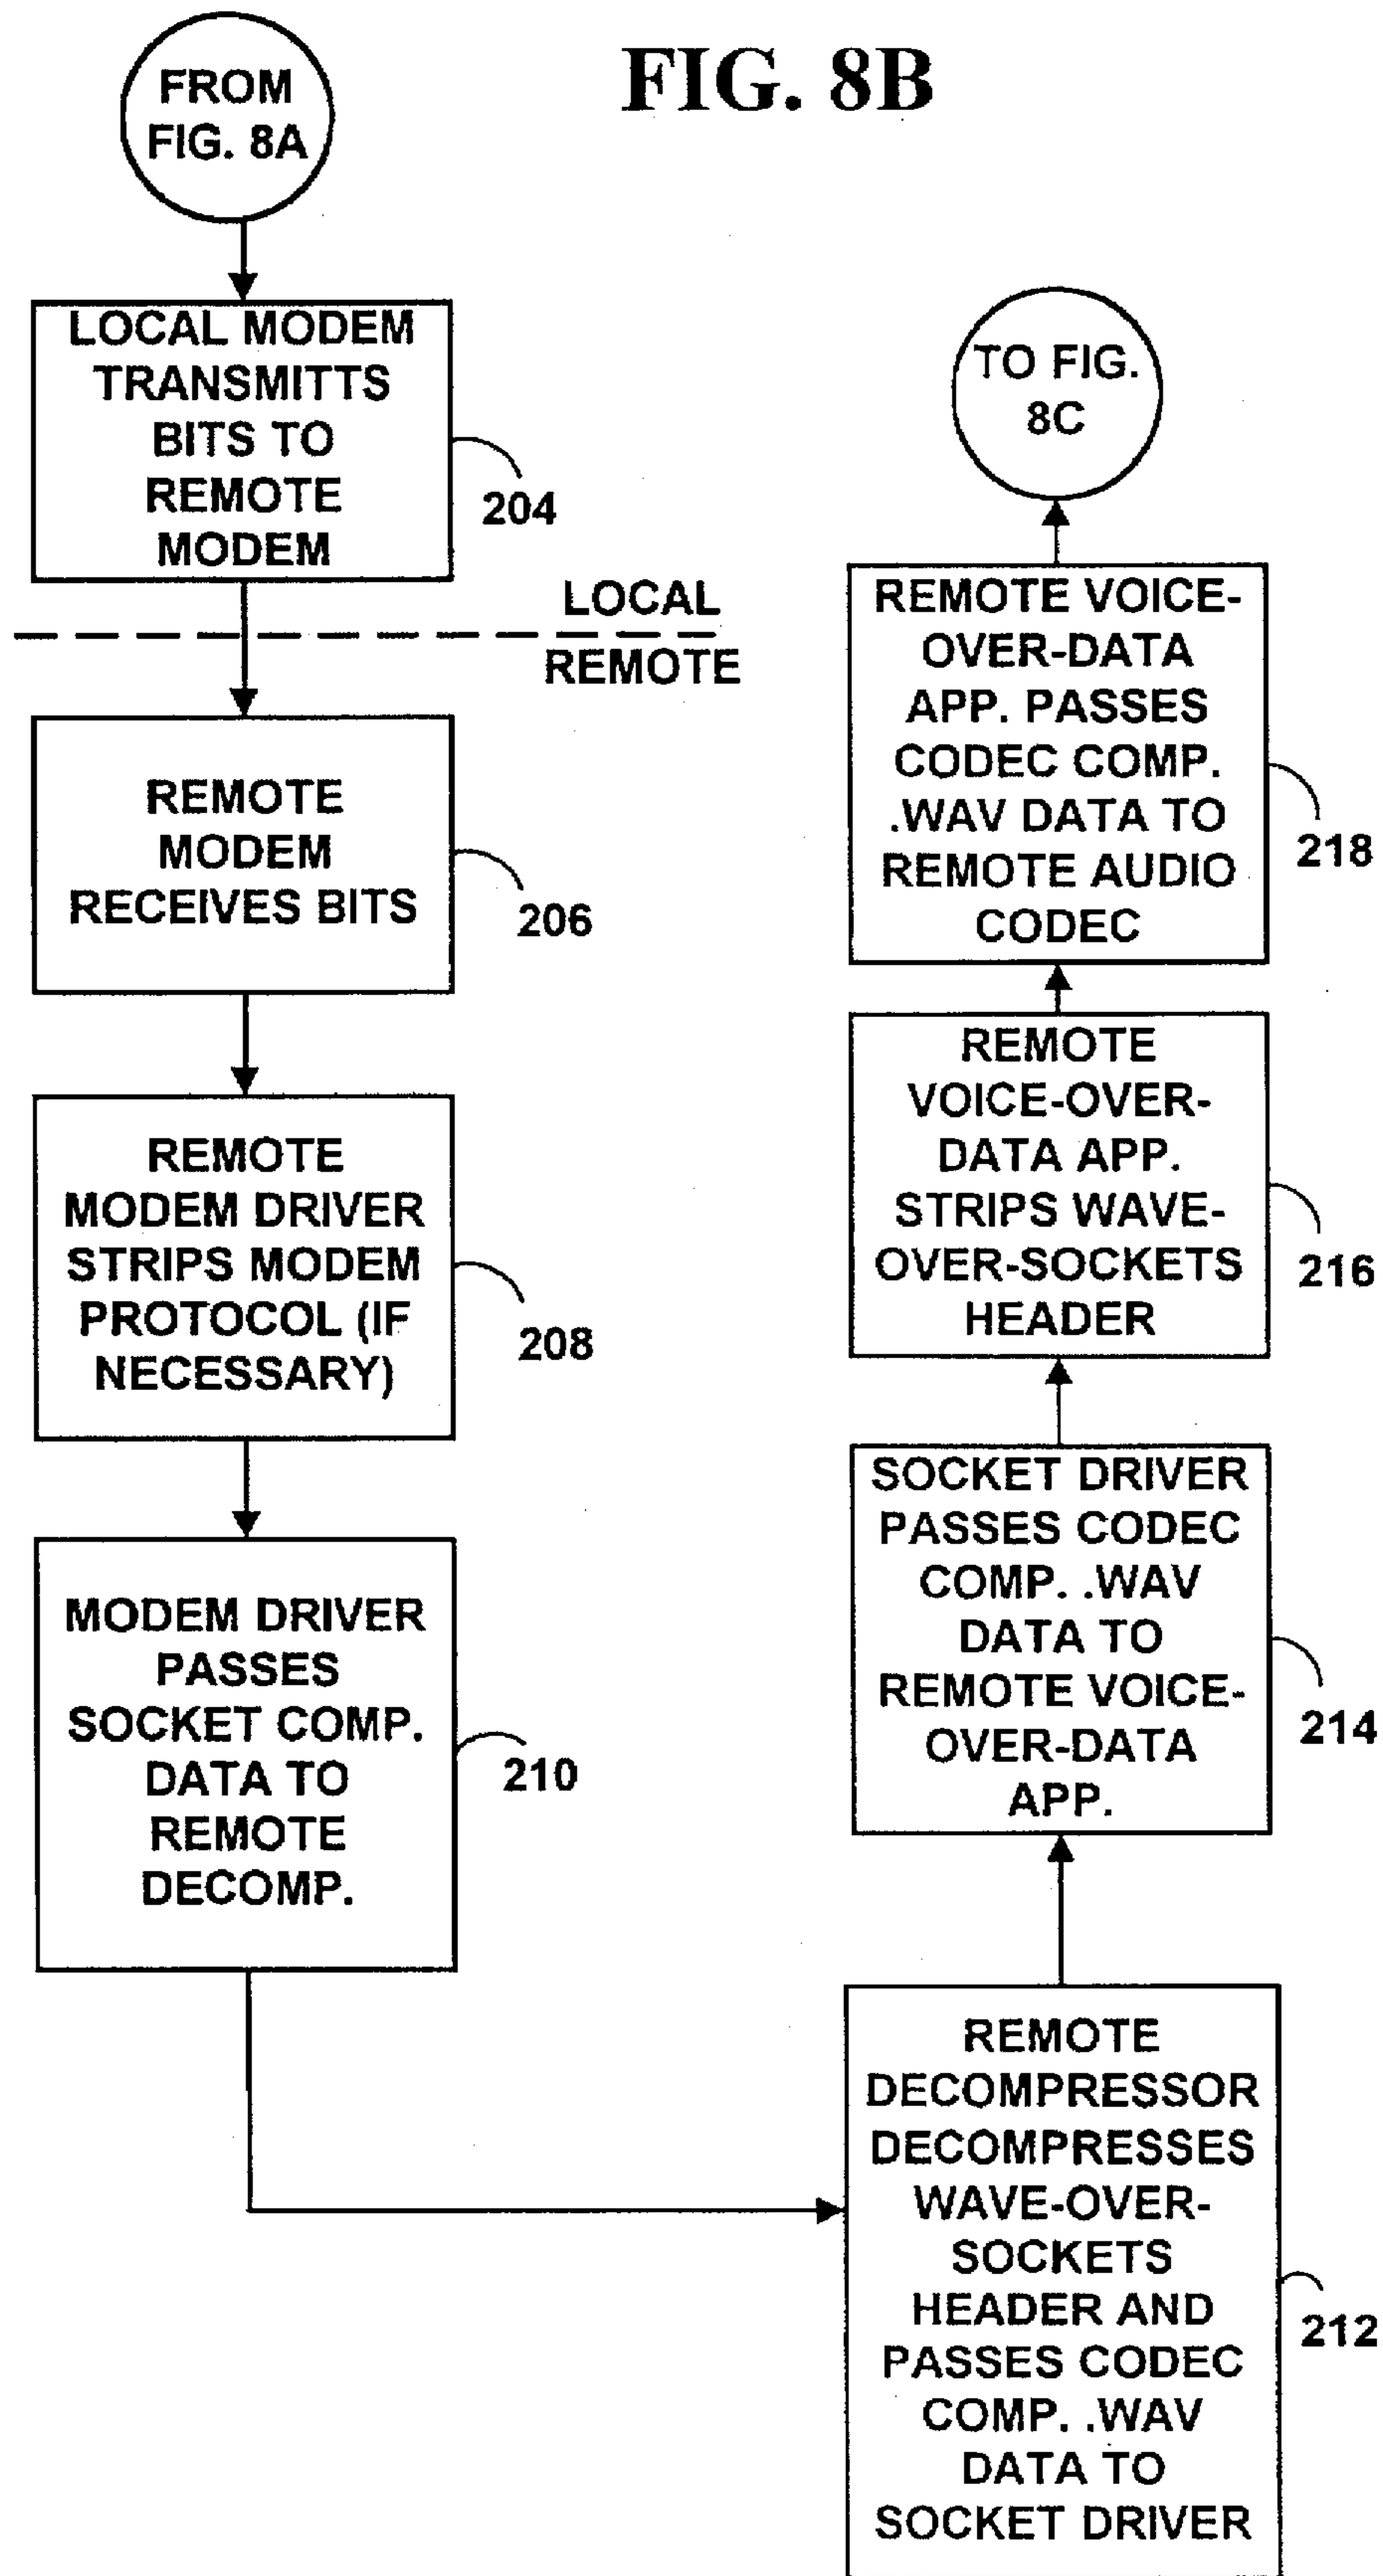 FIG. 8B
FROM
FIG. 8A
LOCAL MODEM
TRANSMITTS
BITS TO
REMOTE
MODEM
204
LOCAL
REMOTE
REMOTE
MODEM
RECEIVES BITS
206
REMOTE
MODEM DRIVER
STRIPS MODEM
PROTOCOL (IF
NECESSARY)
208
MODEM DRIVER
PASSES
SOCKET COMP.
DATA TO
REMOTE
DECOMP.
210
REMOTE
DECOMPRESSOR
DECOMPRESSES
WAVE-OVER-
SOCKETS
HEADER AND
PASSES CODEC
COMP. .WAV
DATA TO
SOCKET DRIVER
212
SOCKET DRIVER
PASSES CODEC
COMP. .WAV
DATA TO
REMOTE VOICE-
OVER-DATA
APP.
214
REMOTE
VOICE-OVER-
DATA APP.
STRIPS WAVE-
OVER-SOCKETS
HEADER
216
REMOTE VOICE-
OVER-DATA
APP. PASSES
CODEC COMP.
.WAV DATA TO
REMOTE AUDIO
CODEC
218
TO FIG.
8C